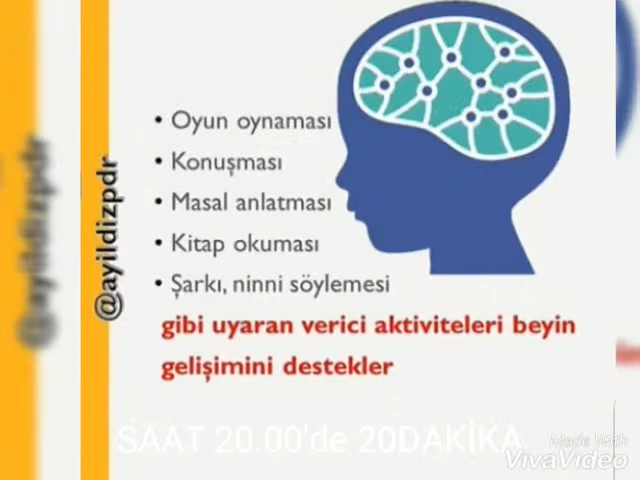 • Oyun oynaması
• Konuşması
• Masal anlatması
• Kitap okuması
• Şarkı, ninni söylemesi
gibi uyaran verici aktiviteleri beyin
gelişimini destekler
@ayildizpdr
SAAT 20.00'de 20DAKİKA
Made With
VivaVideo